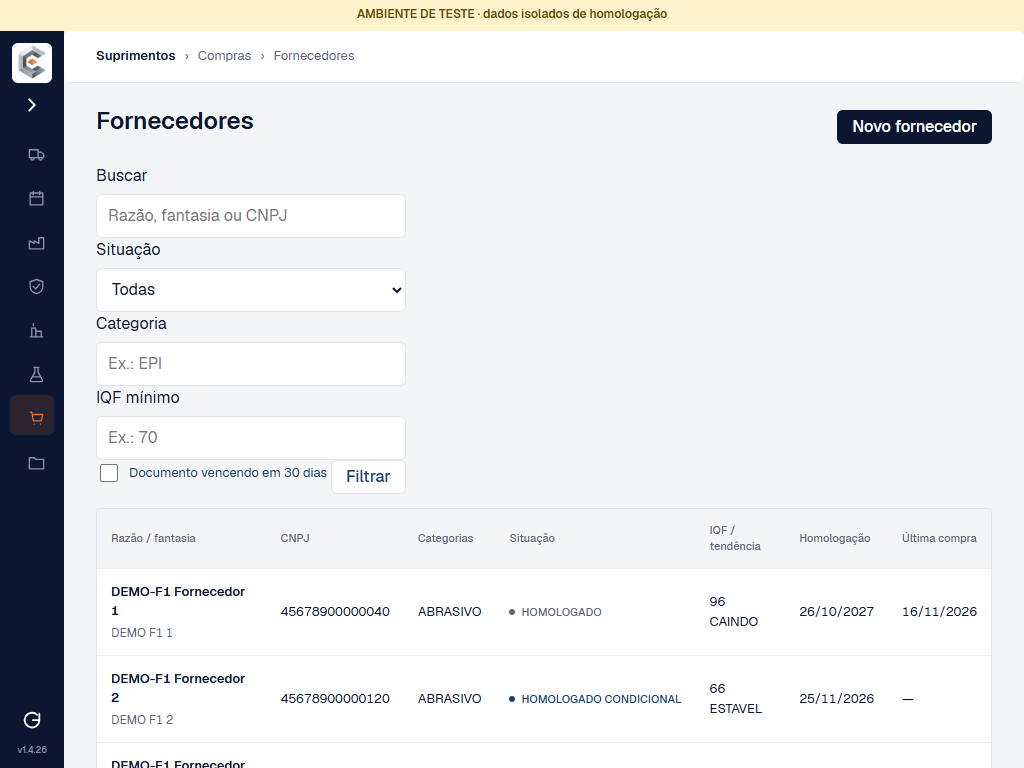 AMBIENTE DE TESTE · dados isolados de homologação
Suprimentos › Compras › Fornecedores
Fornecedores
Novo fornecedor
Buscar
Razão, fantasia ou CNPJ
Situação
Todas
Categoria
Ex.: EPI
IQF mínimo
Ex.: 70
Documento vencendo em 30 dias
Filtrar
Razão / fantasia CNPJ Categorias Situação IQF / tendência Homologação Última compra
DEMO-F1 Fornecedor 1
DEMO F1 1
45678900000040 ABRASIVO HOMOLOGADO 96 CAINDO 26/10/2027 16/11/2026
DEMO-F1 Fornecedor 2
DEMO F1 2
45678900000120 ABRASIVO HOMOLOGADO CONDICIONAL 66 ESTAVEL 25/11/2026 —
DEMO-F1 Fornecedor
v1.4.26